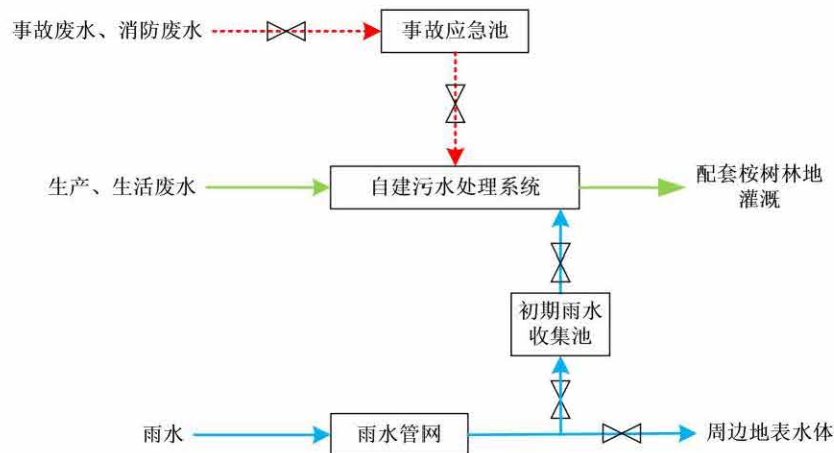 事故废水、消防废水
事故应急池
生产、生活废水
自建污水处理系统
配套桉树林地
灌溉
初期雨水
收集池
雨水
雨水管网
周边地表水体